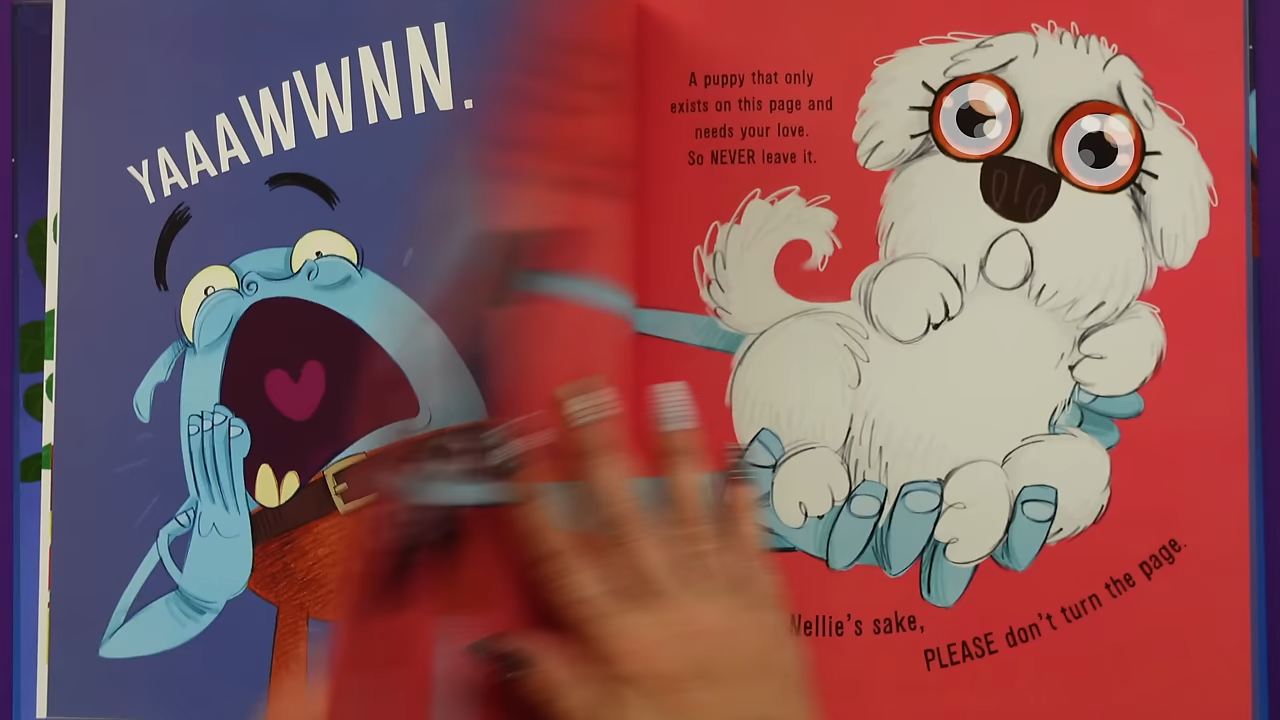 YAAAWWNN.
A puppy that only
exists on this page and
needs your love.
So NEVER leave it.
Nellie's sake,
PLEASE don't turn the page.